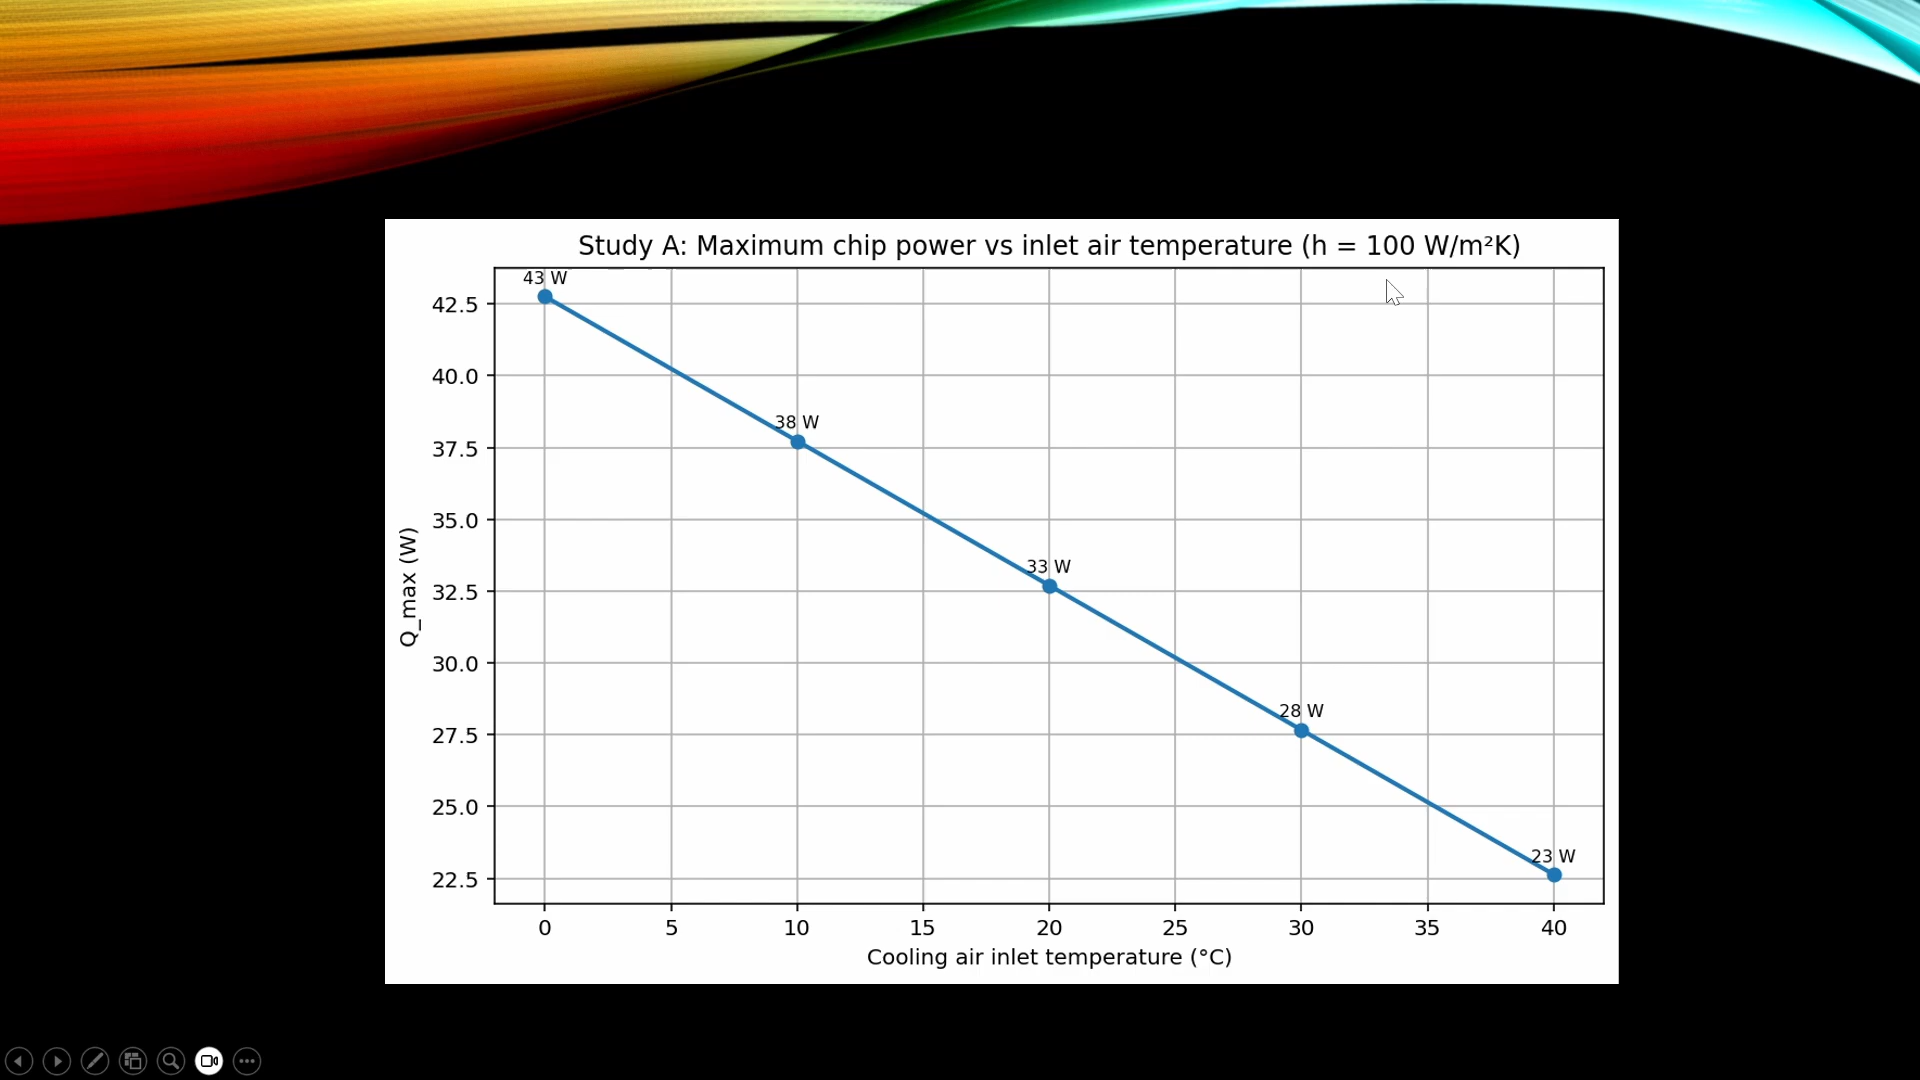 Study A: Maximum chip power vs inlet air temperature (h = 100 W/m²K)
43 W
42.5
40.0
38 W
37.5
35.0
33 W
32.5
30.0
28 W
27.5
25.0
23 W
22.5
Q_max (W)
0 5 10 15 20 25 30 35 40
Cooling air inlet temperature (°C)